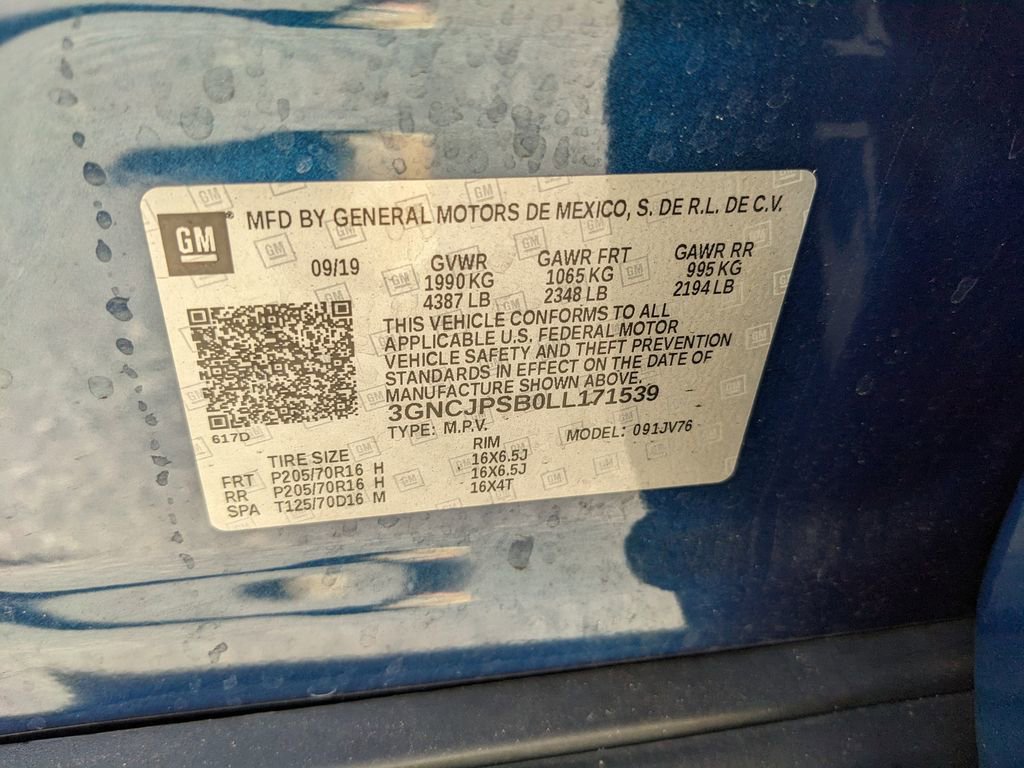 GM ® MFD BY GENERAL MOTORS DE MEXICO, S. DE R.L. DE C.V.
09/19 GVWR GAWR FRT GAWR RR
1990 KG 1065 KG 995 KG
4387 LB 2348 LB 2194 LB
THIS VEHICLE CONFORMS TO ALL
APPLICABLE U.S. FEDERAL MOTOR
VEHICLE SAFETY AND THEFT PREVENTION
STANDARDS IN EFFECT ON THE DATE OF
MANUFACTURE SHOWN ABOVE.
3GNCJPSB0LL171539
617D
TYPE: M.P.V. MODEL: 091JV76
TIRE SIZE RIM
FRT P205/70R16 H 16X6.5J
RR P205/70R16 H 16X6.5J
SPA T125/70D16 M 16X4T